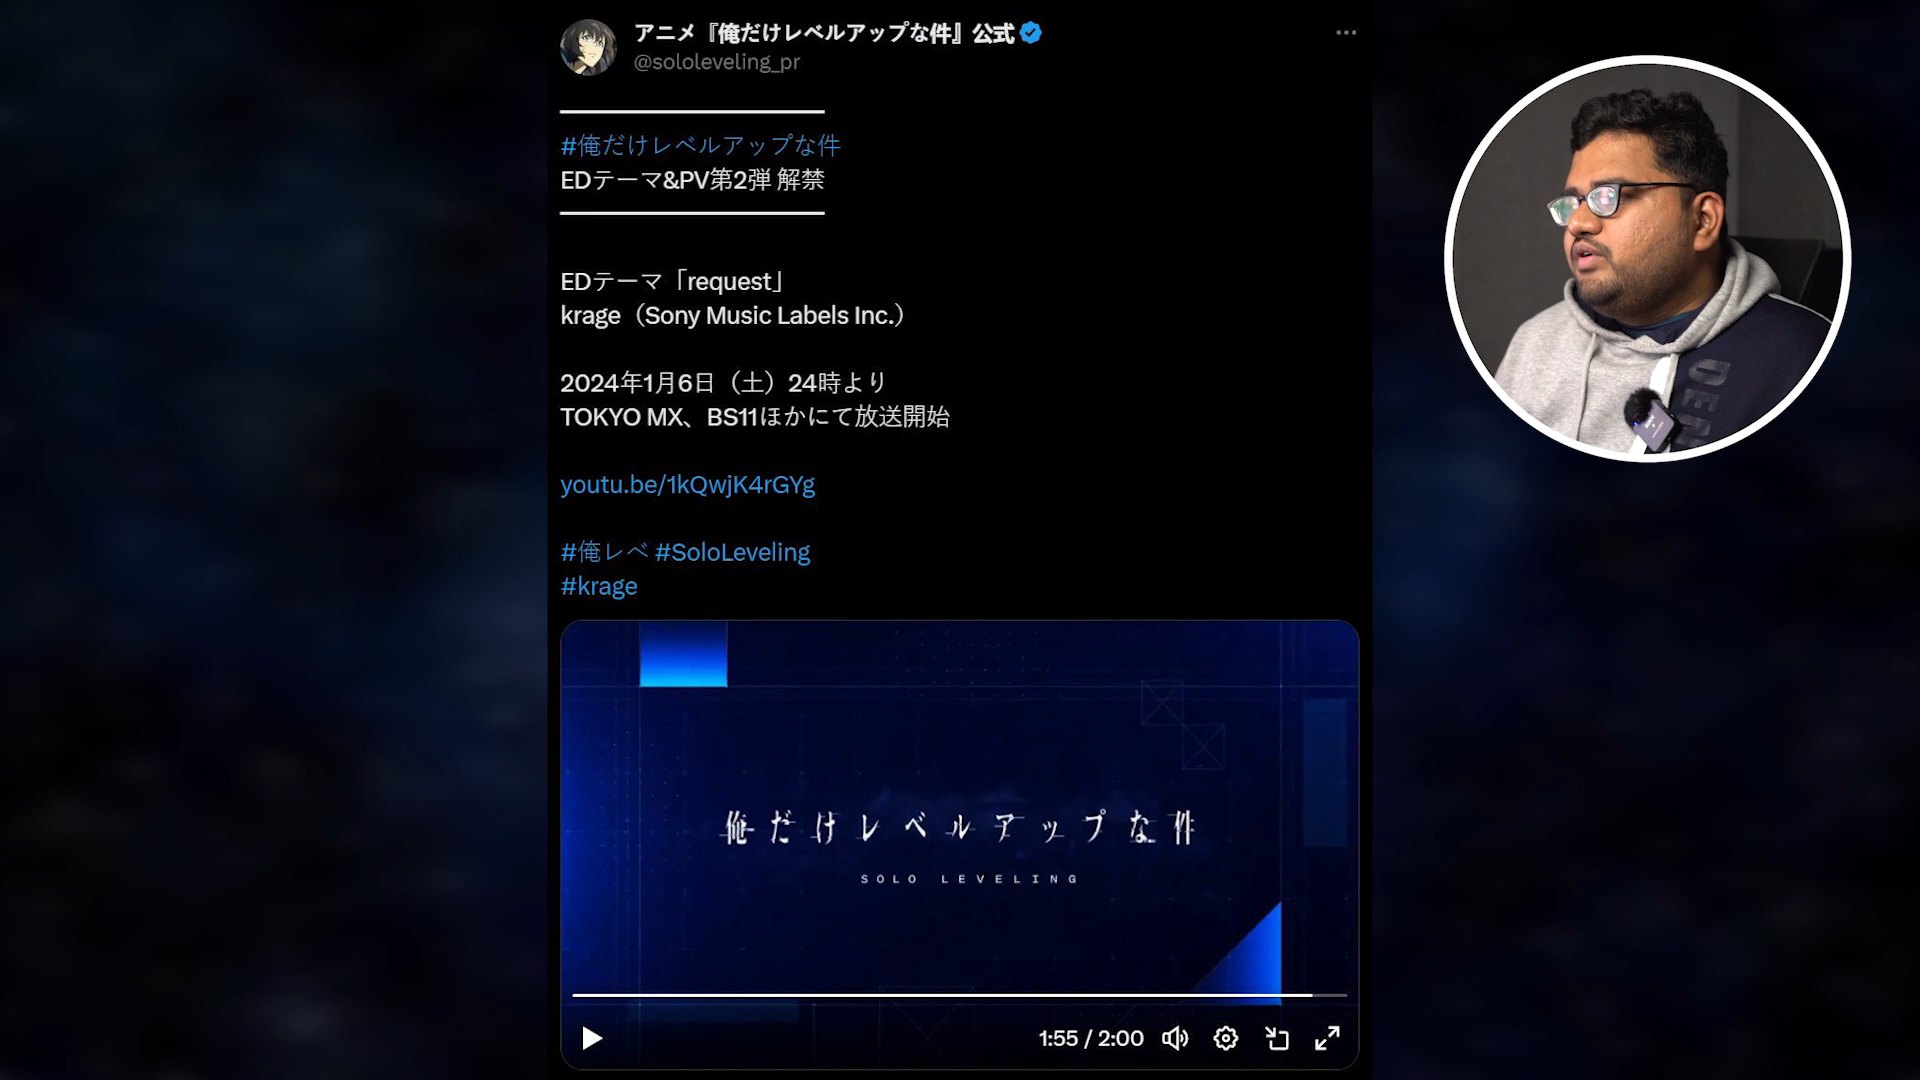 アニメ『俺だけレベルアップな件』公式
@sololeveling_pr
#俺だけレベルアップな件
EDテーマ&PV第2弾 解禁
EDテーマ「request」
krage（Sony Music Labels Inc.）
2024年1月6日（土）24時より
TOKYO MX、BS11ほかにて放送開始
youtu.be/1kQwjK4rGYg
#俺レベ #SoloLeveling
#krage
俺だけレベルアップな件
SOLO LEVELING
1:55 / 2:00
DEN